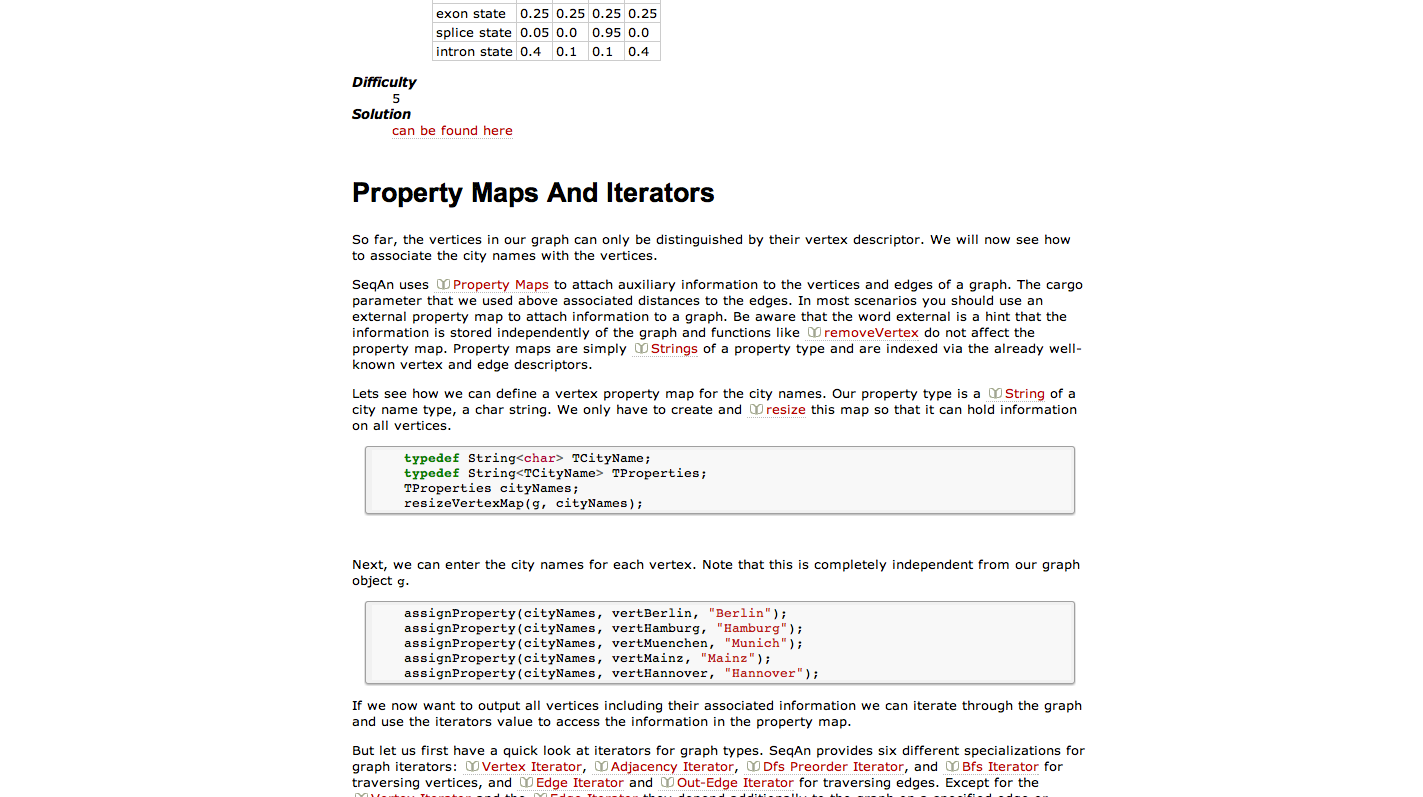 exon state 0.25 0.25 0.25 0.25
splice state 0.05 0.0 0.95 0.0
intron state 0.4 0.1 0.1 0.4
Difficulty
5
Solution
can be found here
Property Maps And Iterators
So far, the vertices in our graph can only be distinguished by their vertex descriptor. We will now see how
to associate the city names with the vertices.
SeqAn uses Property Maps to attach auxiliary information to the vertices and edges of a graph. The cargo
parameter that we used above associated distances to the edges. In most scenarios you should use an
external property map to attach information to a graph. Be aware that the word external is a hint that the
information is stored independently of the graph and functions like removeVertex do not affect the
property map. Property maps are simply Strings of a property type and are indexed via the already well-
known vertex and edge descriptors.
Lets see how we can define a vertex property map for the city names. Our property type is a String of a
city name type, a char string. We only have to create and resize this map so that it can hold information
on all vertices.
typedef String<char> TCityName;
typedef String<TCityName> TProperties;
TProperties cityNames;
resizeVertexMap(g, cityNames);
Next, we can enter the city names for each vertex. Note that this is completely independent from our graph
object g.
assignProperty(cityNames, vertBerlin, "Berlin");
assignProperty(cityNames, vertHamburg, "Hamburg");
assignProperty(cityNames, vertMuenchen, "Munich");
assignProperty(cityNames, vertMainz, "Mainz");
assignProperty(cityNames, vertHannover, "Hannover");
If we now want to output all vertices including their associated information we can iterate through the graph
and use the iterators value to access the information in the property map.
But let us first have a quick look at iterators for graph types. SeqAn provides six different specializations for
graph iterators: Vertex Iterator, Adjacency Iterator, Dfs Preorder Iterator, and Bfs Iterator for
traversing vertices, and Edge Iterator and Out-Edge Iterator for traversing edges. Except for the
Vertex Iterator and the Edge Iterator they depend additionally to the graph on a specified edge or